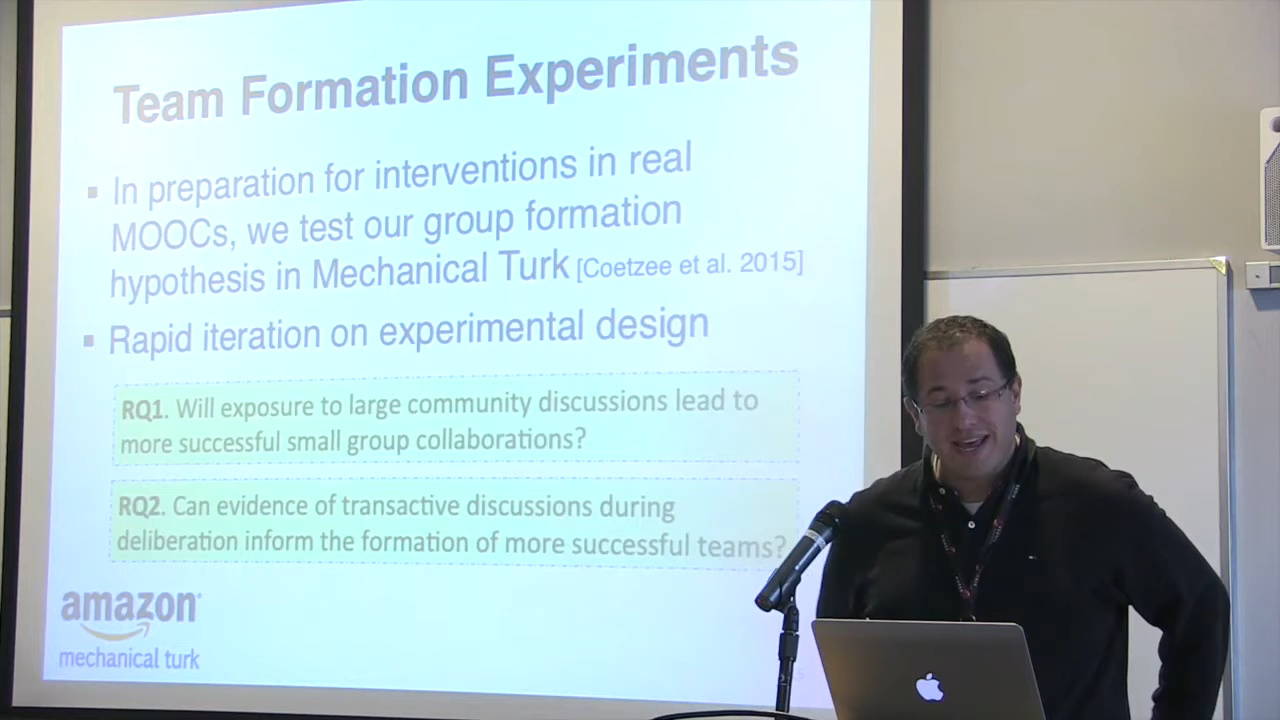 Team Formation Experiments
In preparation for interventions in real
MOOCs, we test our group formation
hypothesis in Mechanical Turk [Coetzee et al. 2015]
Rapid iteration on experimental design
RQ1. Will exposure to large community discussions lead to
more successful small group collaborations?
RQ2. Can evidence of transactive discussions during
deliberation inform the formation of more successful teams?
amazon
mechanical turk